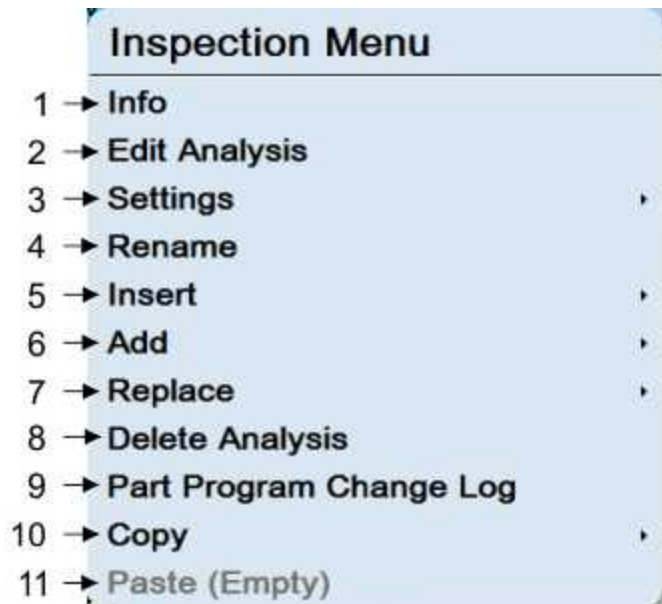 Inspection Menu
1 Info
2 Edit Analysis
3 Settings
4 Rename
5 Insert
6 Add
7 Replace
8 Delete Analysis
9 Part Program Change Log
10 Copy
11 Paste (Empty)